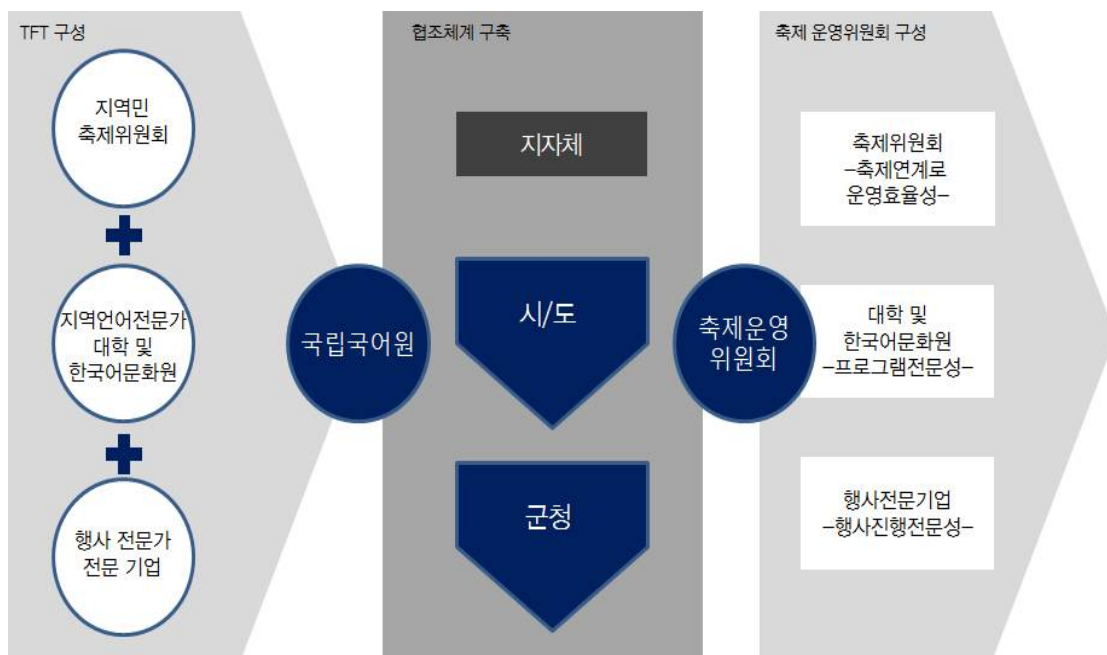 TFT 구성
지역민
축제위원회
지역언어전문가
대학 및
한국어문화원
행사 전문가
전문 기업
국립국어원
협조체계 구축
지자체
시/도
군청
축제운영
위원회
축제 운영위원회 구성
축제위원회
-축제연계로
운영효율성-
대학 및
한국어문화원
-프로그램전문성-
행사전문기업
-행사진행전문성-